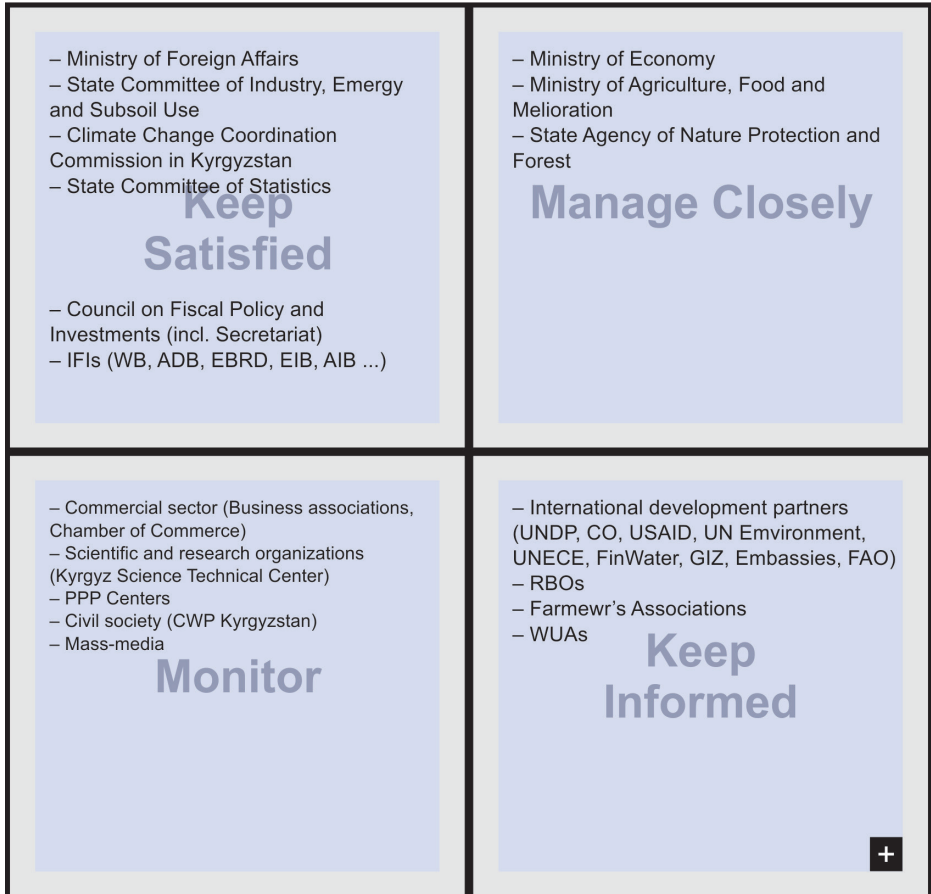 – Ministry of Foreign Affairs
– State Committee of Industry, Emergy
and Subsoil Use
– Climate Change Coordination
Commission in Kyrgyzstan
– State Committee of Statistics
Keep
Satisfied
– Council on Fiscal Policy and
Investments (incl. Secretariat)
– IFIs (WB, ADB, EBRD, EIB, AIB ...)
– Ministry of Economy
– Ministry of Agriculture, Food and
Melioration
– State Agency of Nature Protection and
Forest
Manage Closely
– Commercial sector (Business associations,
Chamber of Commerce)
– Scientific and research organizations
(Kyrgyz Science Technical Center)
– PPP Centers
– Civil society (CWP Kyrgyzstan)
– Mass-media
Monitor
– International development partners
(UNDP, CO, USAID, UN Emvironment,
UNECE, FinWater, GIZ, Embassies, FAO)
– RBOs
– Farmewr’s Associations
– WUAs
Keep
Informed
+